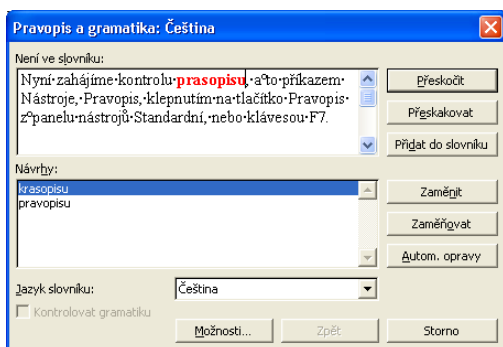 Pravopis a gramatika: Čeština
Není ve slovníku:
Nyní·zahájíme·kontrolu·prasopisu,·a°to·příkazem·
Nástroje,·Pravopis,·klepnutím·na·tlačítko·Pravopis·
z°panelu·nástrojů·Standardní,·nebo·klávesou·F7.
Přeskočit
Přeskakovat
Přidat do slovníku
Návrhy:
krasopisu
pravopisu
Zaměnit
Zaměňovat
Autom. opravy
Jazyk slovníku:
Čeština
Kontrolovat gramatiku
Možnosti...
Zpět
Storno